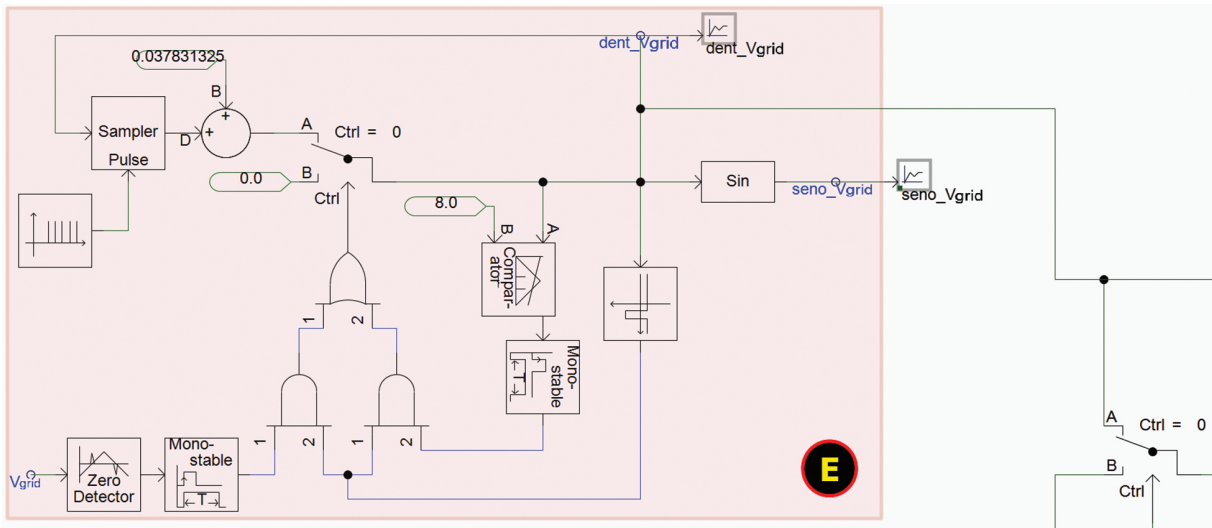 dent_Vgrid
dent_Vgrid
0.037831325
B
+
Sampler
Pulse
D
+
A
Ctrl = 0
B
0.0
Ctrl
8.0
B
A
Compar-
ator
Sin
seno_Vgrid
seno_Vgrid
1
2
Mono-
stable
T
1
2
1
2
Vgrid
Zero
Detector
Mono-
stable
T
E
A
Ctrl = 0
B
Ctrl